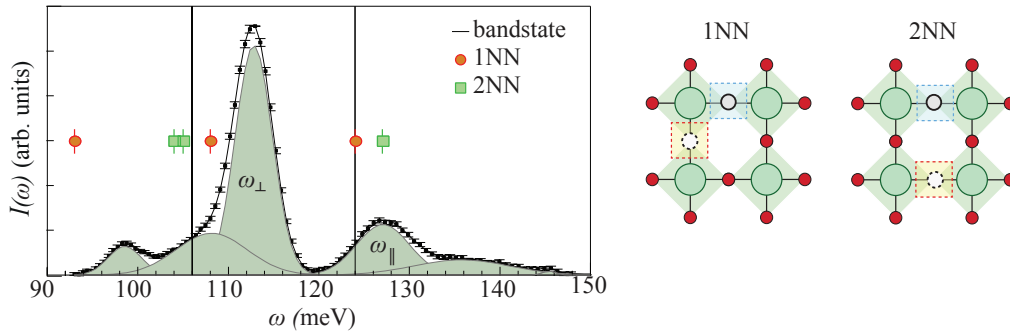 I(ω) (arb. units)
— bandstate
1NN
2NN
ω⊥
ω∥
90 100 110 120 130 140 150
ω (meV)
1NN 2NN